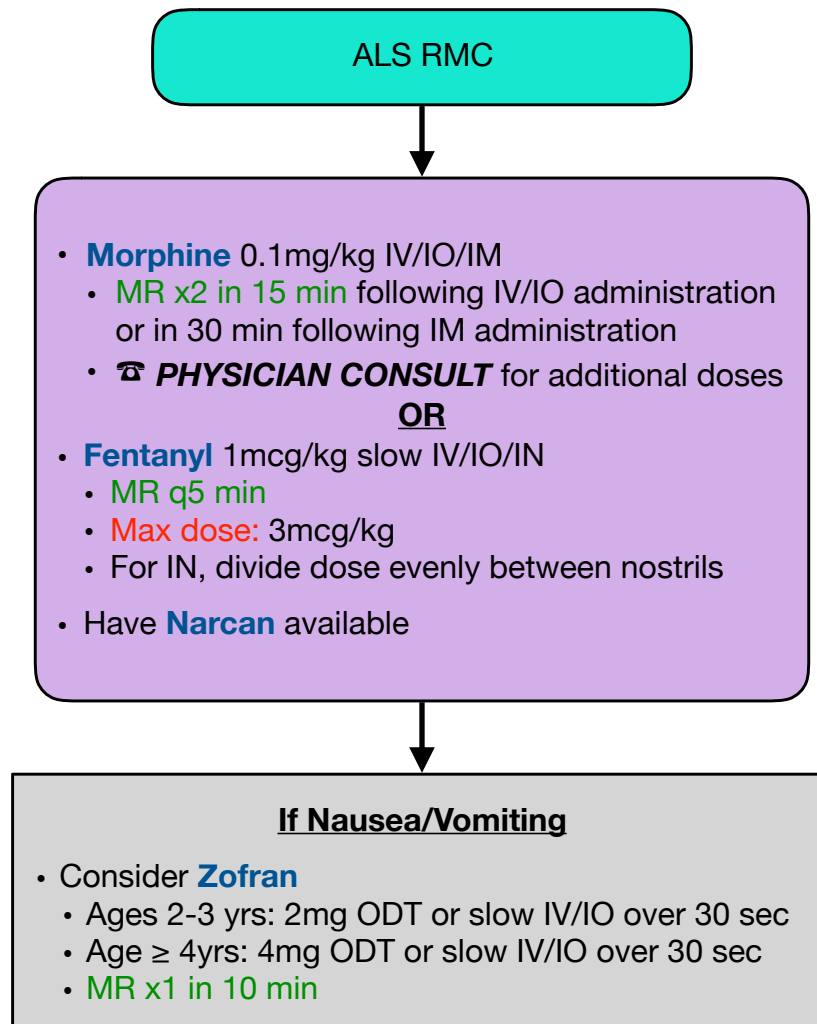 ALS RMC
• Morphine 0.1mg/kg IV/IO/IM
• MR x2 in 15 min following IV/IO administration
or in 30 min following IM administration
• ☎ PHYSICIAN CONSULT for additional doses
OR
• Fentanyl 1mcg/kg slow IV/IO/IN
• MR q5 min
• Max dose: 3mcg/kg
• For IN, divide dose evenly between nostrils
• Have Narcan available
If Nausea/Vomiting
• Consider Zofran
• Ages 2-3 yrs: 2mg ODT or slow IV/IO over 30 sec
• Age ≥ 4yrs: 4mg ODT or slow IV/IO over 30 sec
• MR x1 in 10 min